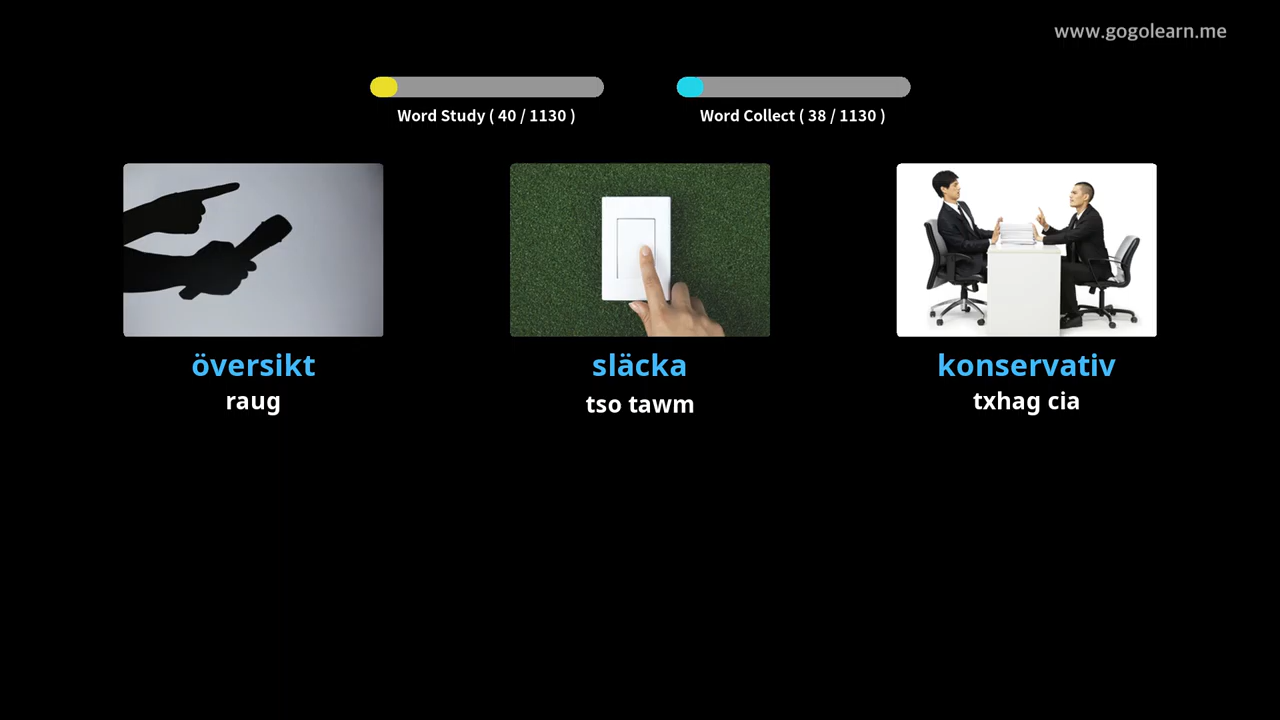 www.gogolearn.me
Word Study ( 40 / 1130 )
Word Collect ( 38 / 1130 )
översikt
raug
släcka
tso tawm
konservativ
txhag cia